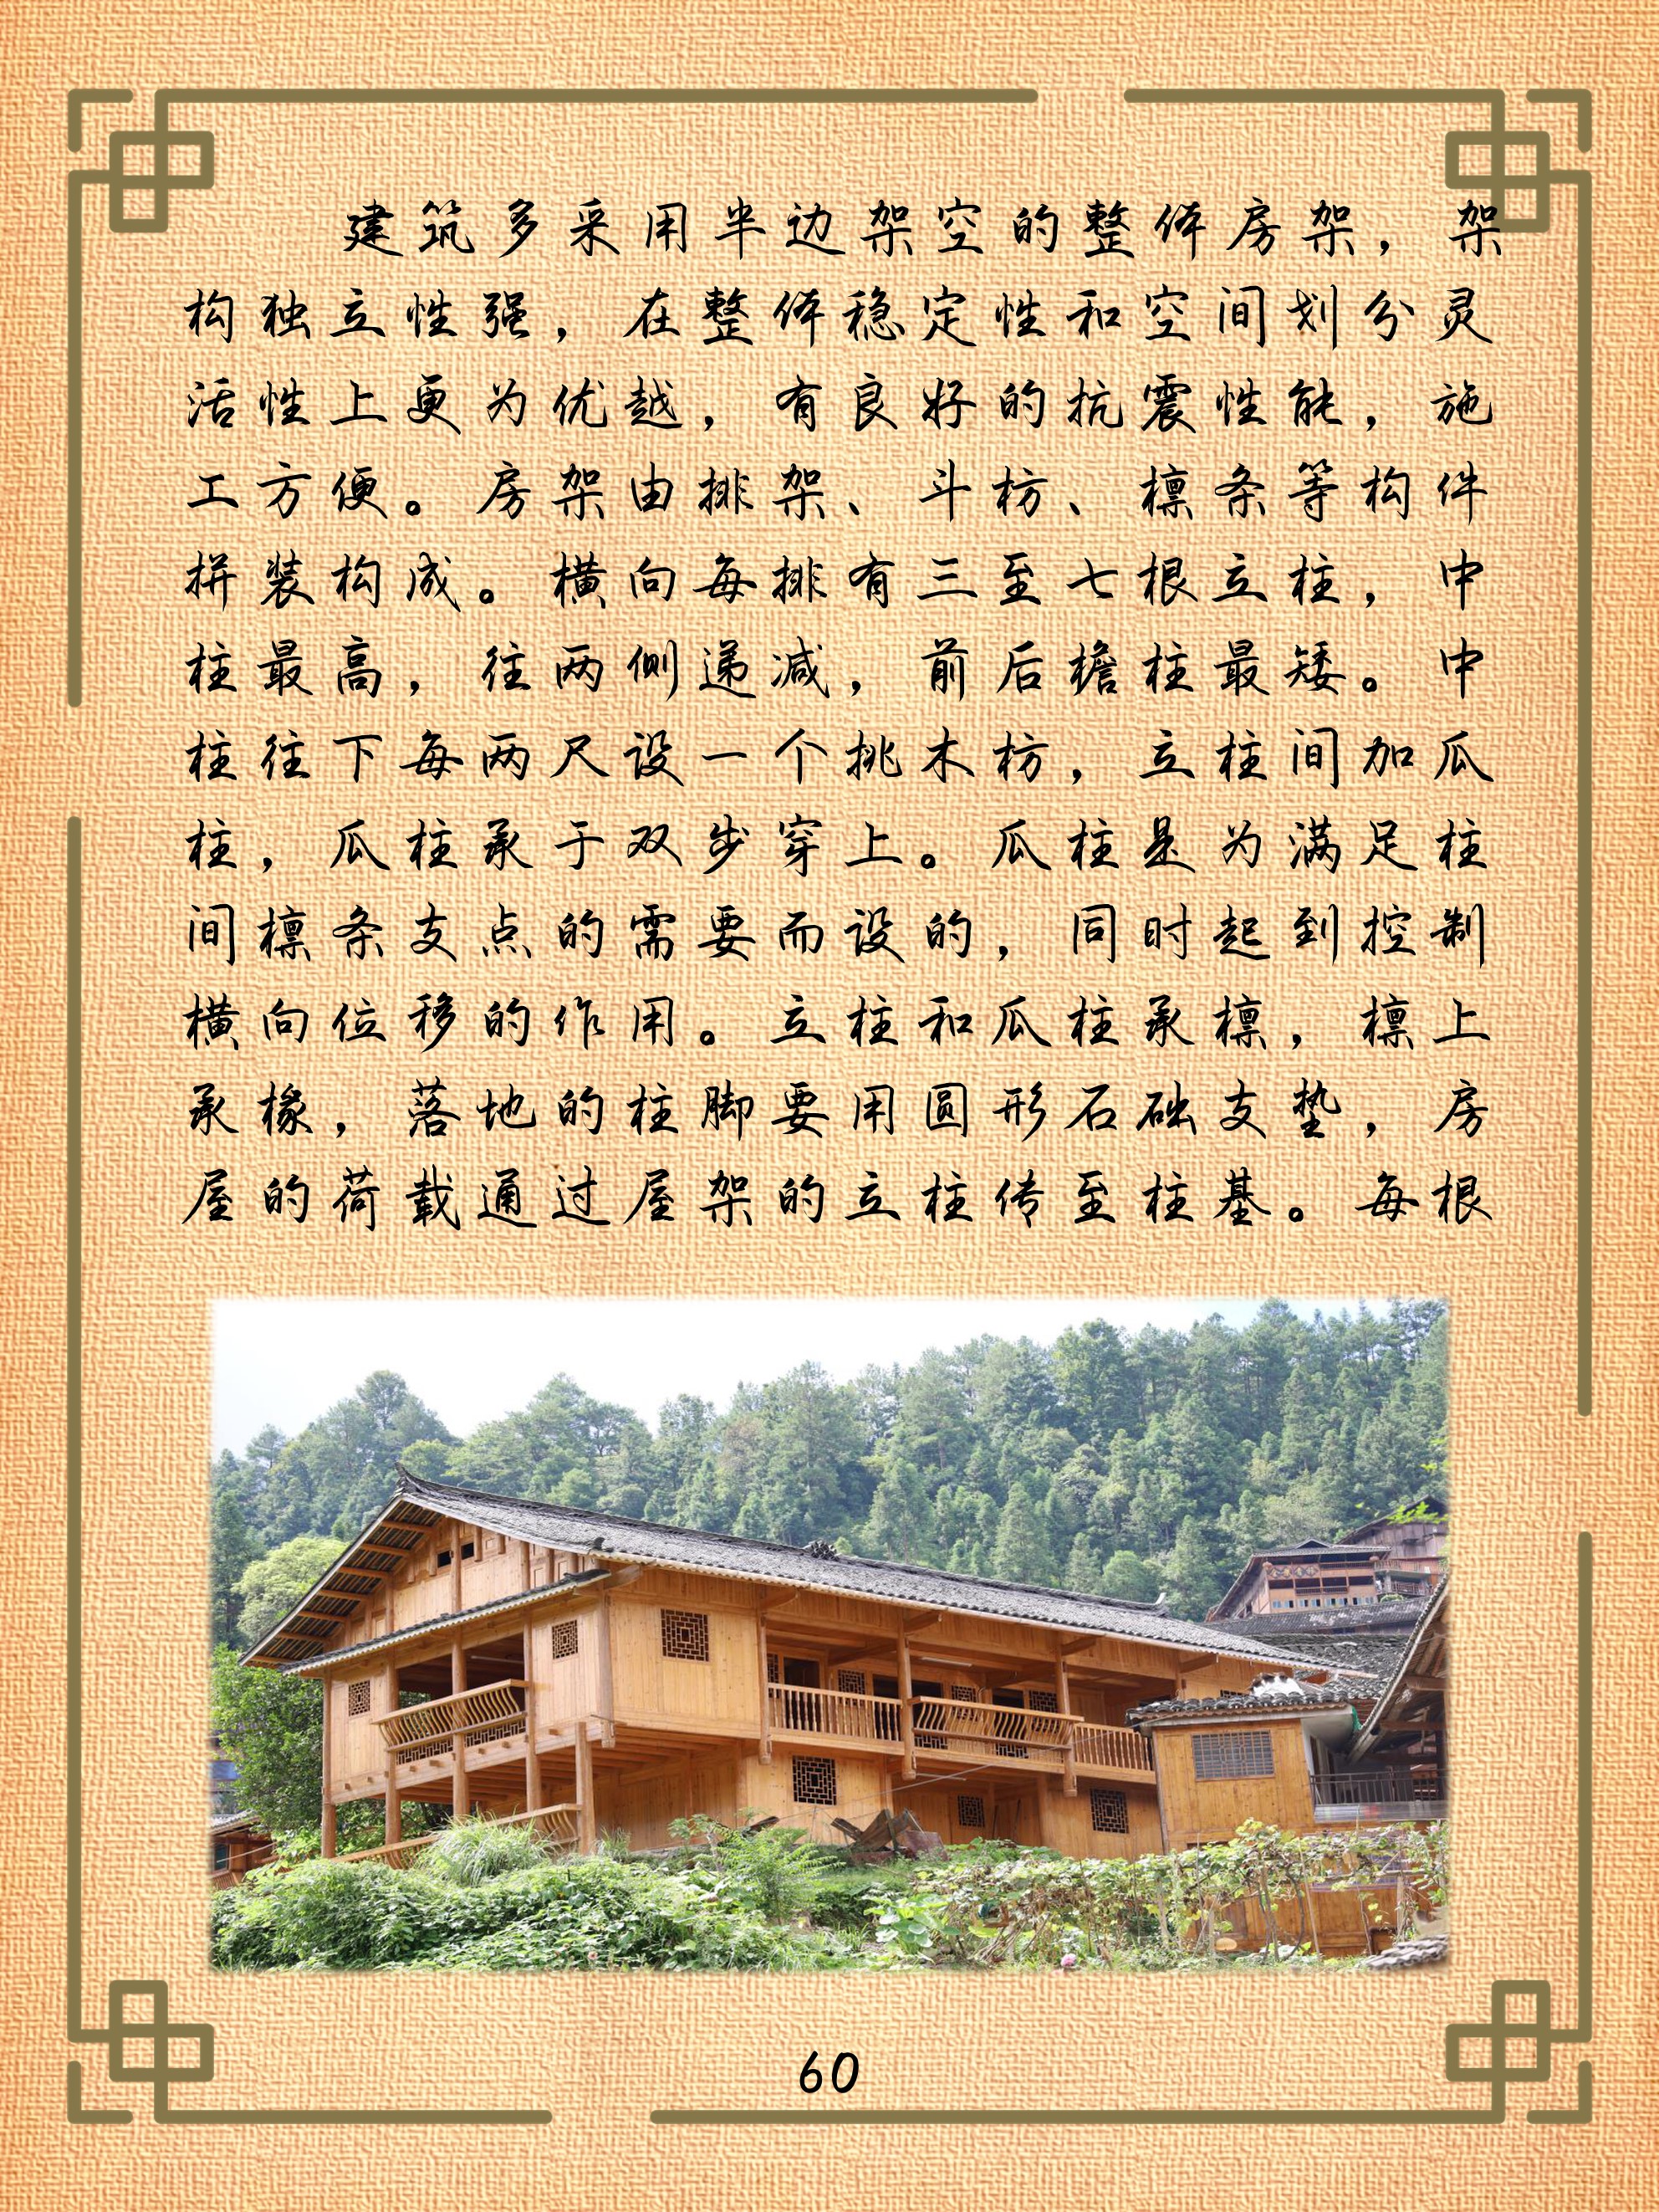 建筑多采用半边架空的整体房架，架
构独立性强，在整体稳定性和空间划分灵
活性上更为优越，有良好的抗震性能，施
工方便。房架由排架、斗枋、檩条等构件
拼装构成。横向每排有三至七根立柱，中
柱最高，往两侧递减，前后檐柱最矮。中
柱往下每两尺设一个挑木枋，立柱间加瓜
柱，瓜柱承于双步穿上。瓜柱是为满足柱
间檩条支点的需要而设的，同时起到控制
横向位移的作用。立柱和瓜柱承檩，檩上
承椽，落地的柱脚要用圆形石础支垫，房
屋的荷载通过屋架的立柱传至柱基。每根
60